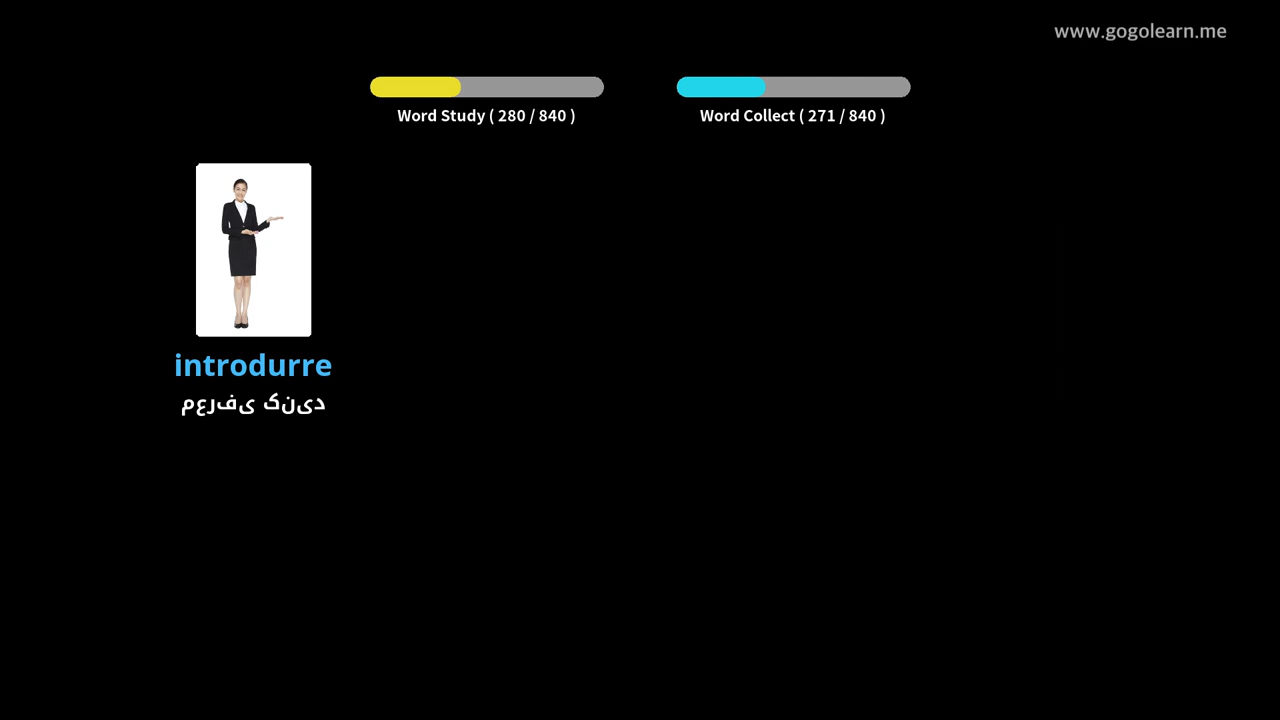 www.gogolearn.me
Word Study ( 280 / 840 )
Word Collect ( 271 / 840 )
introdurre
معرفی کنید